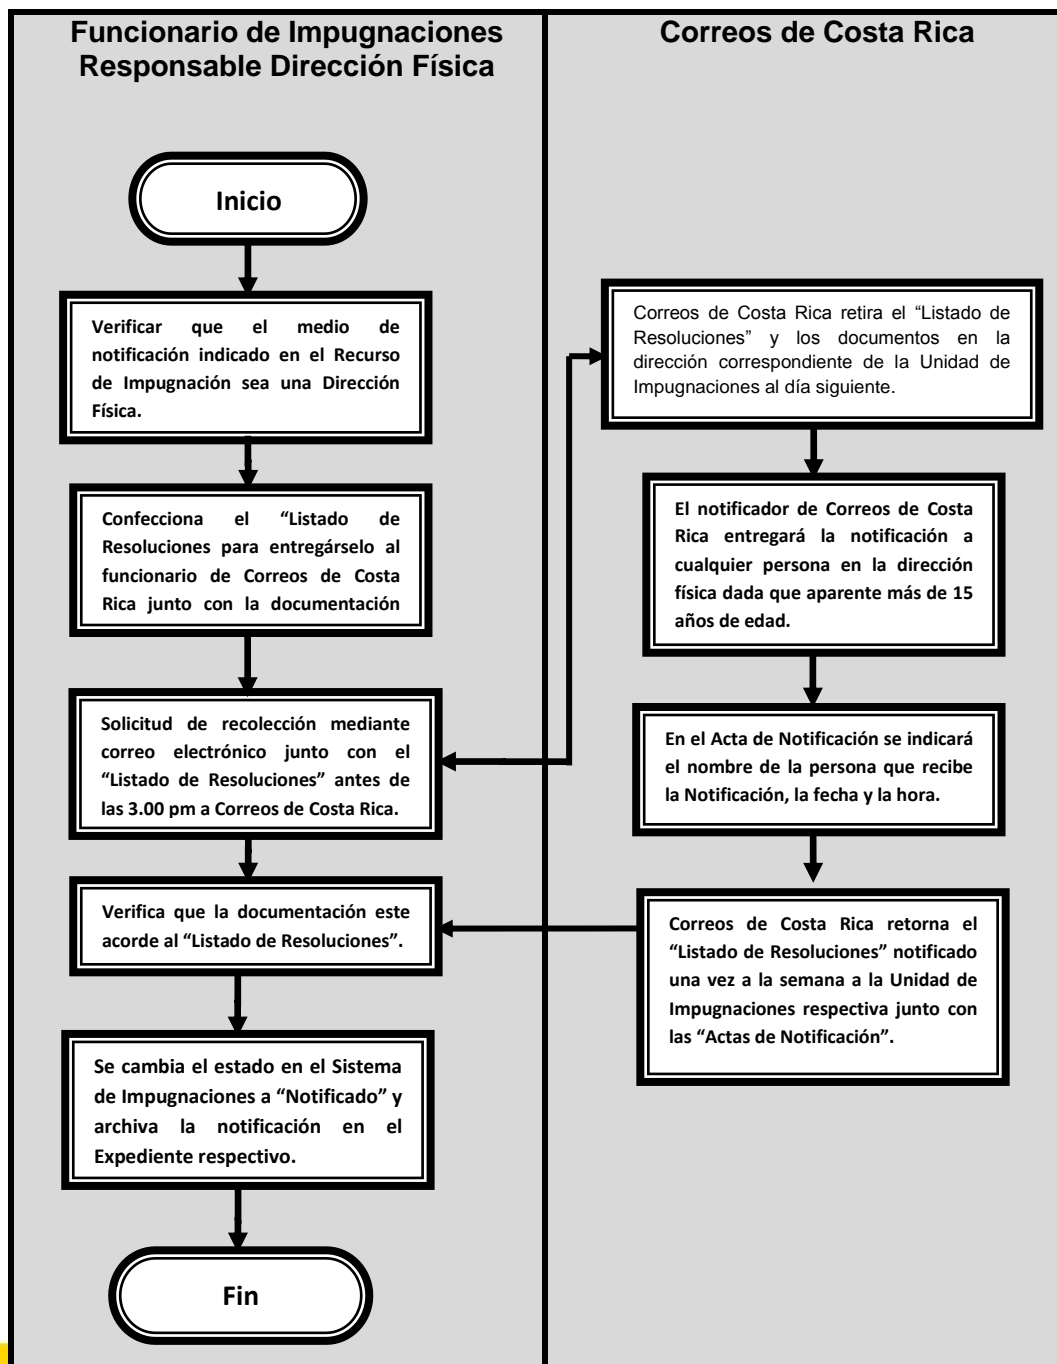 Funcionario de Impugnaciones
Responsable Dirección Física
Inicio
Verificar que el medio de
notificación indicado en el Recurso
de Impugnación sea una Dirección
Física.
Confecciona el “Listado de
Resoluciones para entregárselo al
funcionario de Correos de Costa
Rica junto con la documentación
Solicitud de recolección mediante
correo electrónico junto con el
“Listado de Resoluciones” antes de
las 3.00 pm a Correos de Costa Rica.
Verifica que la documentación este
acorde al “Listado de Resoluciones”.
Se cambia el estado en el Sistema
de Impugnaciones a “Notificado” y
archiva la notificación en el
Expediente respectivo.
Fin
Correos de Costa Rica
Correos de Costa Rica retira el “Listado de
Resoluciones” y los documentos en la
dirección correspondiente de la Unidad de
Impugnaciones al día siguiente.
El notificador de Correos de Costa
Rica entregará la notificación a
cualquier persona en la dirección
física dada que aparente más de 15
años de edad.
En el Acta de Notificación se indicará
el nombre de la persona que recibe
la Notificación, la fecha y la hora.
Correos de Costa Rica retorna el
“Listado de Resoluciones” notificado
una vez a la semana a la Unidad de
Impugnaciones respectiva junto con
las “Actas de Notificación”.